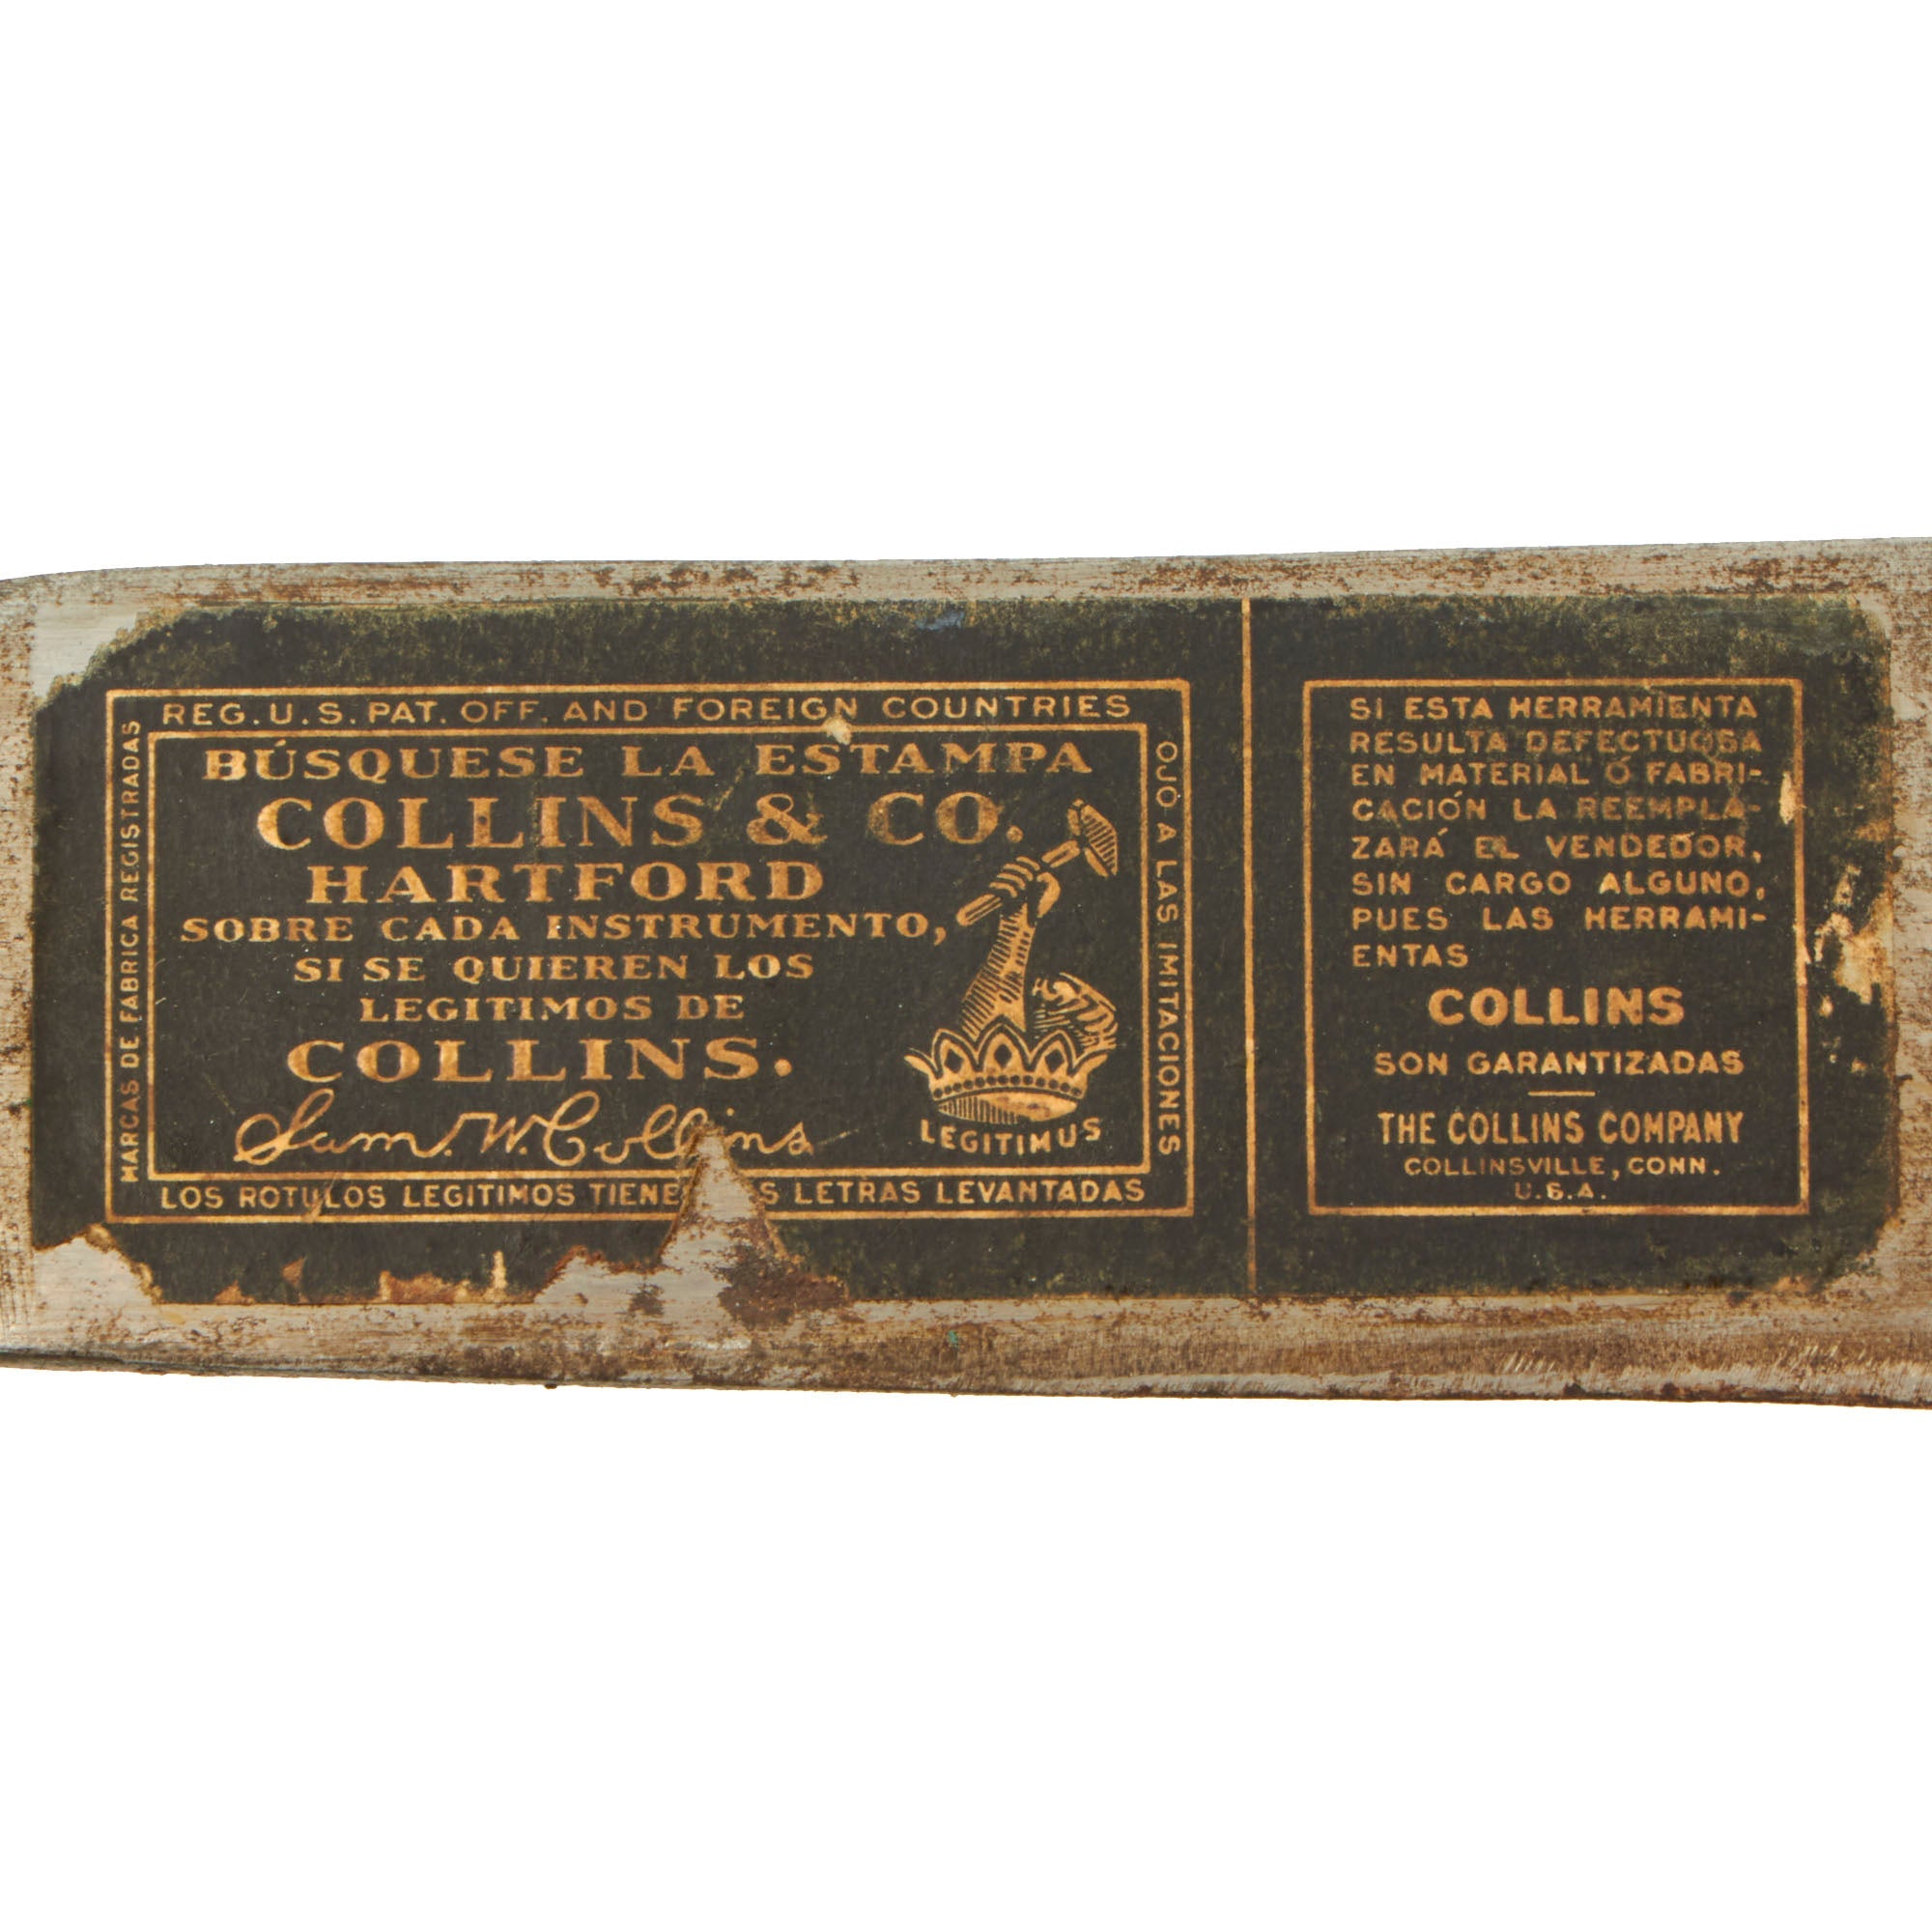 REG. U.S. PAT. OFF. AND FOREIGN COUNTRIES
MARCAS DE FABRICA REGISTRADAS
BÚSQUESE LA ESTAMPA
COLLINS & CO.
HARTFORD
SOBRE CADA INSTRUMENTO,
SI SE QUIEREN LOS
LEGITIMOS DE
COLLINS.
Sam. W. Collins
LEGITIMUS
OJO A LAS IMITACIONES
LOS ROTULOS LEGITIMOS LETRAS LEVANTADAS
SI ESTA HERRAMIENTA
RESULTA DEFECTUOSA
EN MATERIAL Ó FABRI-
CACIÓN LA REEMPLA-
ZARÁ EL VENDEDOR,
SIN CARGO ALGUNO,
PUES LAS HERRAMI-
ENTAS
COLLINS
SON GARANTIZADAS
THE COLLINS COMPANY
COLLINSVILLE, CONN.
U.S.A.